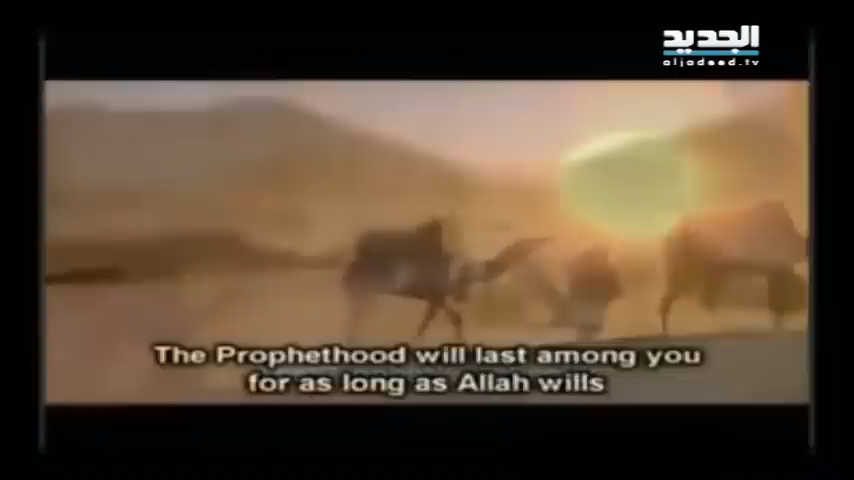 الجديد
aljadeed.tv
The Prophethood will last among you
for as long as Allah wills